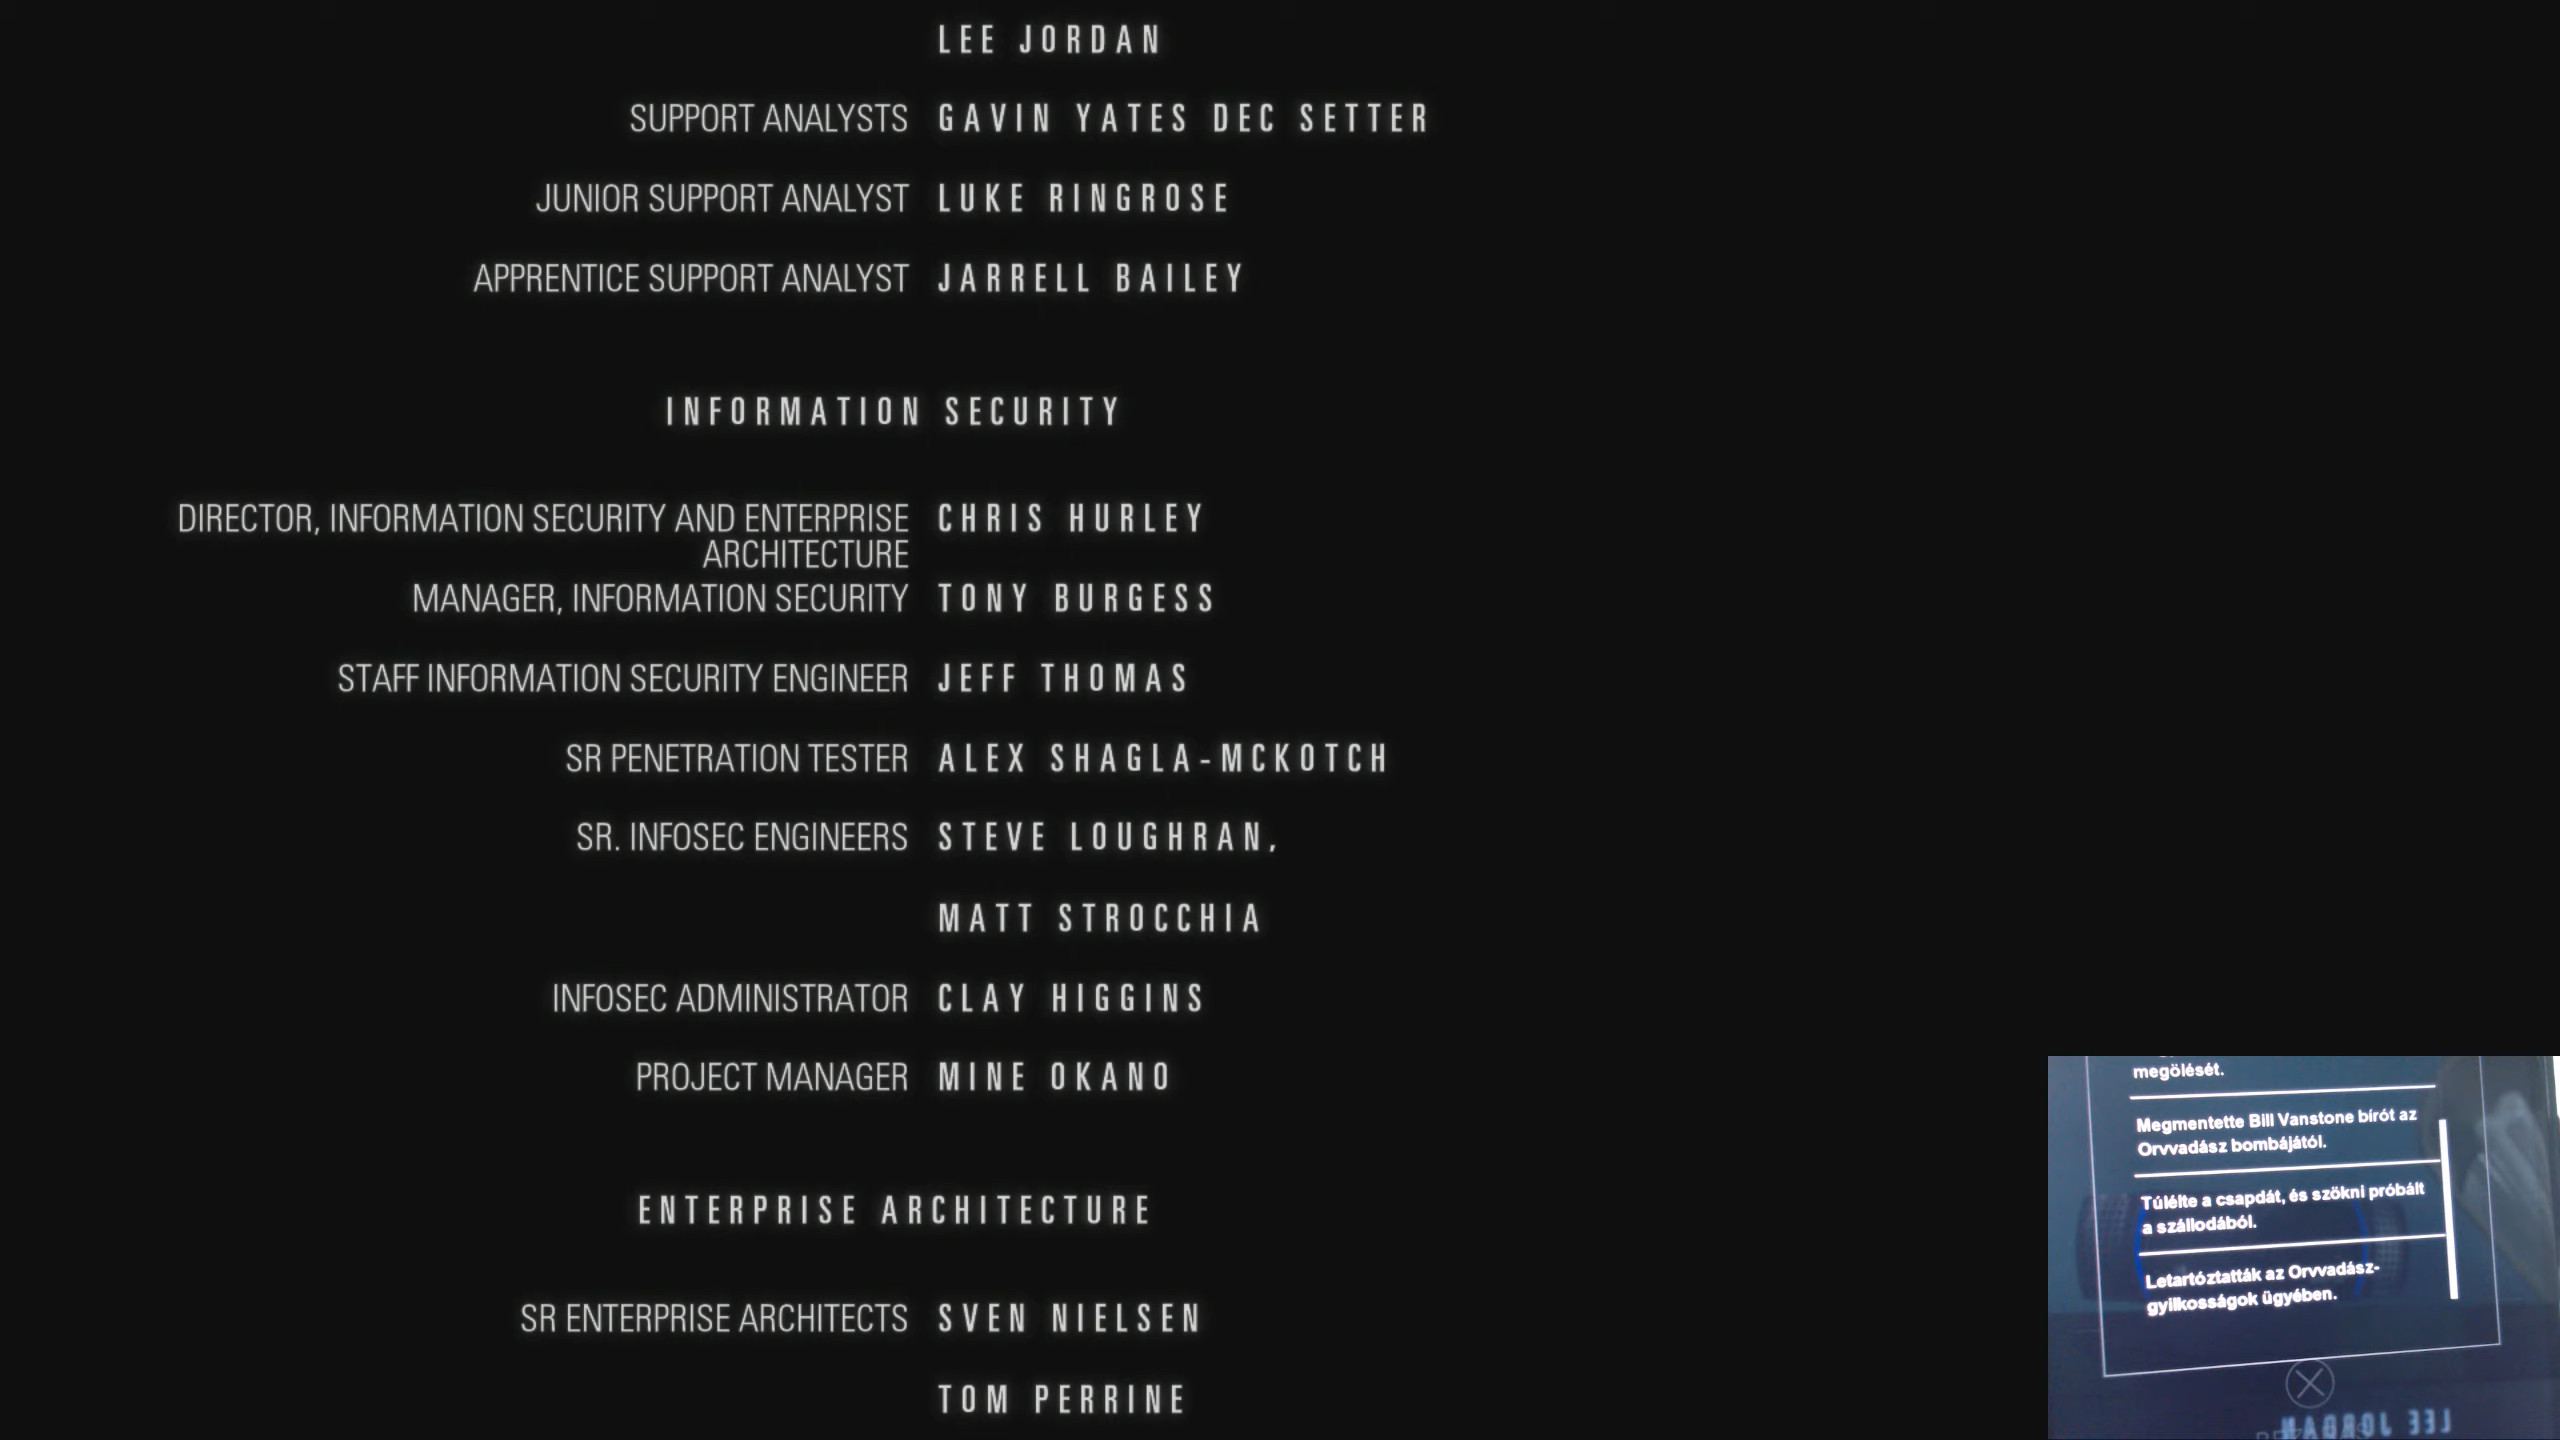 LEE JORDAN
SUPPORT ANALYSTS GAVIN YATES DEC SETTER
JUNIOR SUPPORT ANALYST LUKE RINGROSE
APPRENTICE SUPPORT ANALYST JARRELL BAILEY
INFORMATION SECURITY
DIRECTOR, INFORMATION SECURITY AND ENTERPRISE CHRIS HURLEY
ARCHITECTURE
MANAGER, INFORMATION SECURITY TONY BURGESS
STAFF INFORMATION SECURITY ENGINEER JEFF THOMAS
SR PENETRATION TESTER ALEX SHAGLA-MCKOTCH
SR. INFOSEC ENGINEERS STEVE LOUGHRAN,
MATT STROCCHIA
INFOSEC ADMINISTRATOR CLAY HIGGINS
PROJECT MANAGER MINE OKANO
ENTERPRISE ARCHITECTURE
SR ENTERPRISE ARCHITECTS SVEN NIELSEN
TOM PERRINE
megölését.
Megmentette Bill Vanstone bírót az
Orvvadász bombájától.
Túlélte a csapdát, és szökni próbált
a szállodából.
Letartóztatták az Orvvadász-
gyilkosságok ügyében.
LEE JORDAN